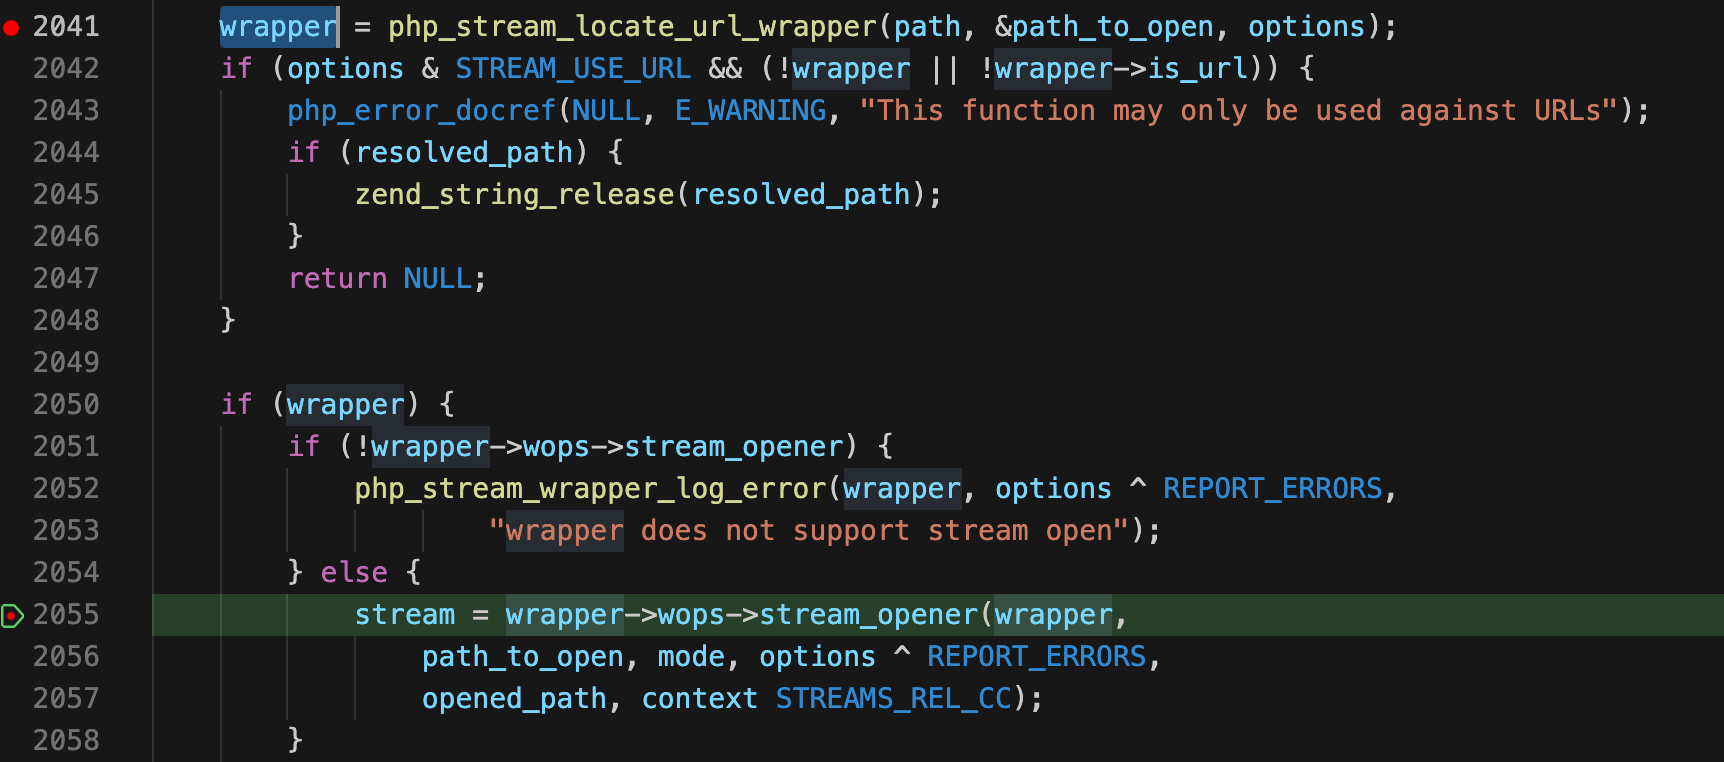 2041 wrapper = php_stream_locate_url_wrapper(path, &path_to_open, options);
2042 if (options & STREAM_USE_URL && (!wrapper || !wrapper->is_url)) {
2043 php_error_docref(NULL, E_WARNING, "This function may only be used against URLs");
2044 if (resolved_path) {
2045 zend_string_release(resolved_path);
2046 }
2047 return NULL;
2048 }
2049
2050 if (wrapper) {
2051 if (!wrapper->wops->stream_opener) {
2052 php_stream_wrapper_log_error(wrapper, options ^ REPORT_ERRORS,
2053 "wrapper does not support stream open");
2054 } else {
2055 stream = wrapper->wops->stream_opener(wrapper,
2056 path_to_open, mode, options ^ REPORT_ERRORS,
2057 opened_path, context STREAMS_REL_CC);
2058 }